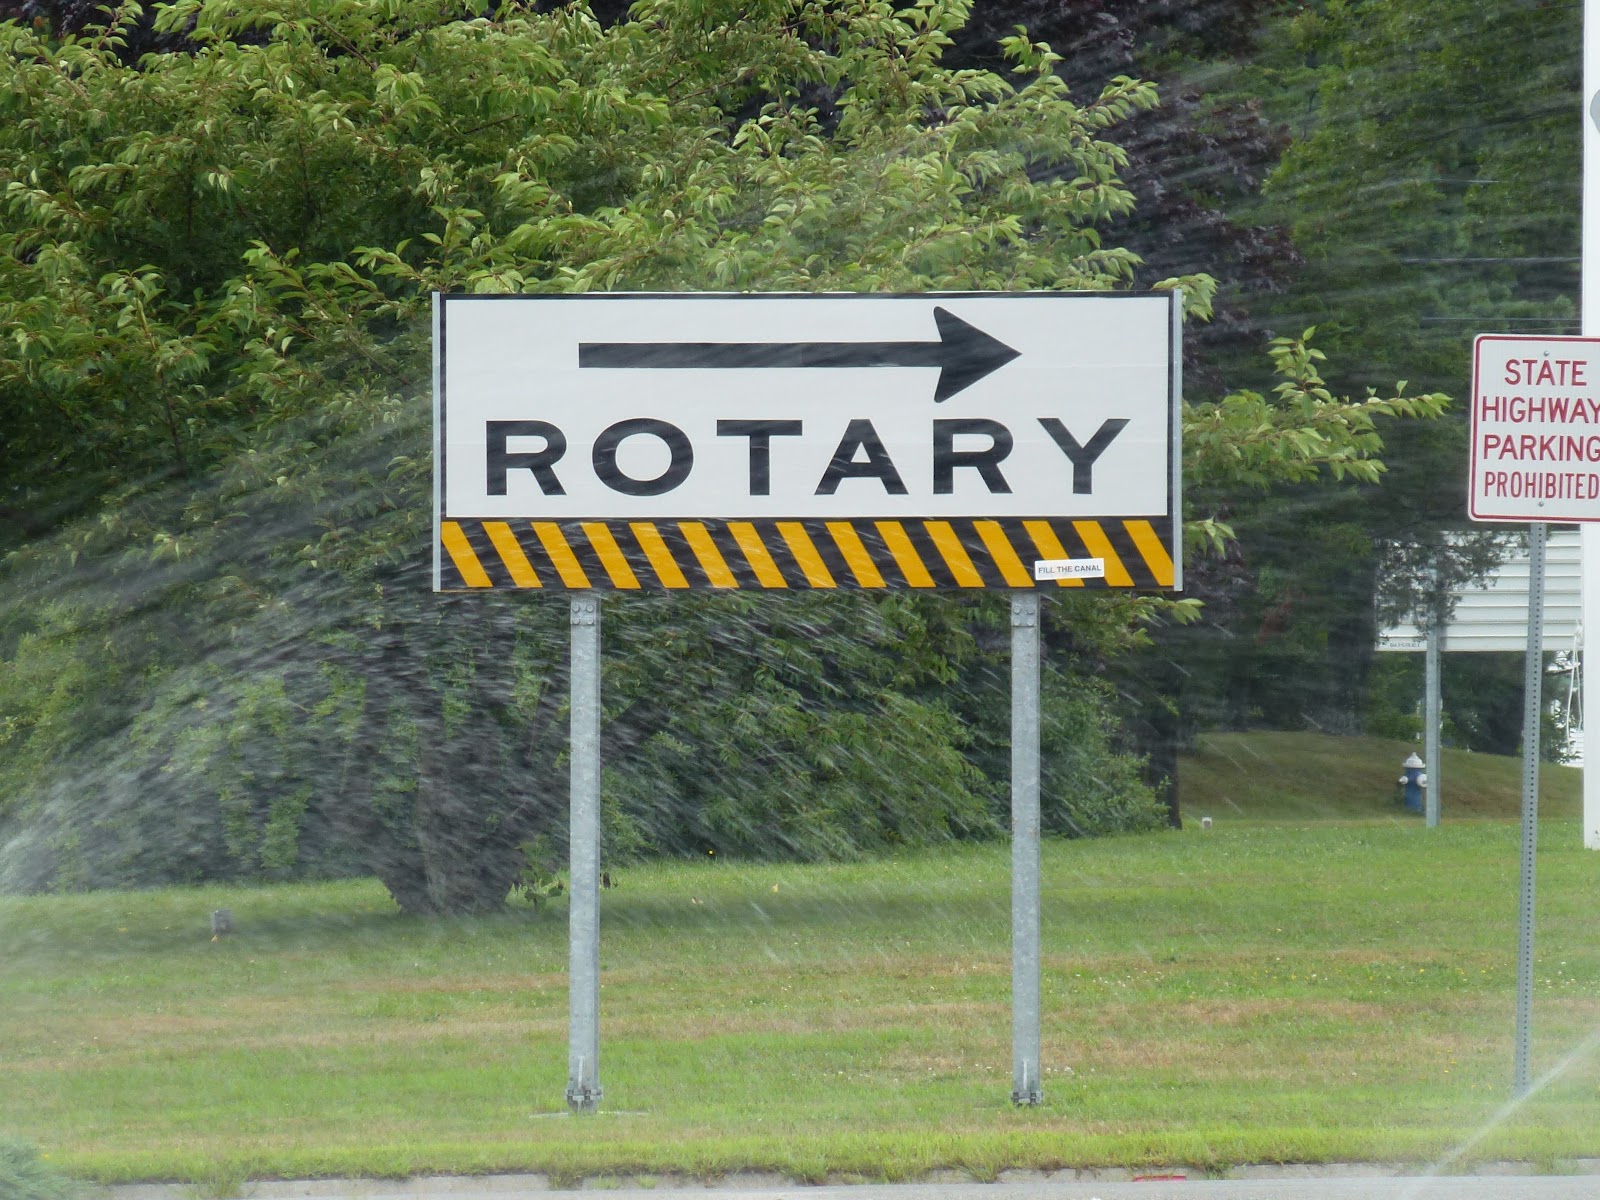 ROTARY
FILL THE CANAL
STATE
HIGHWAY
PARKING
PROHIBITED